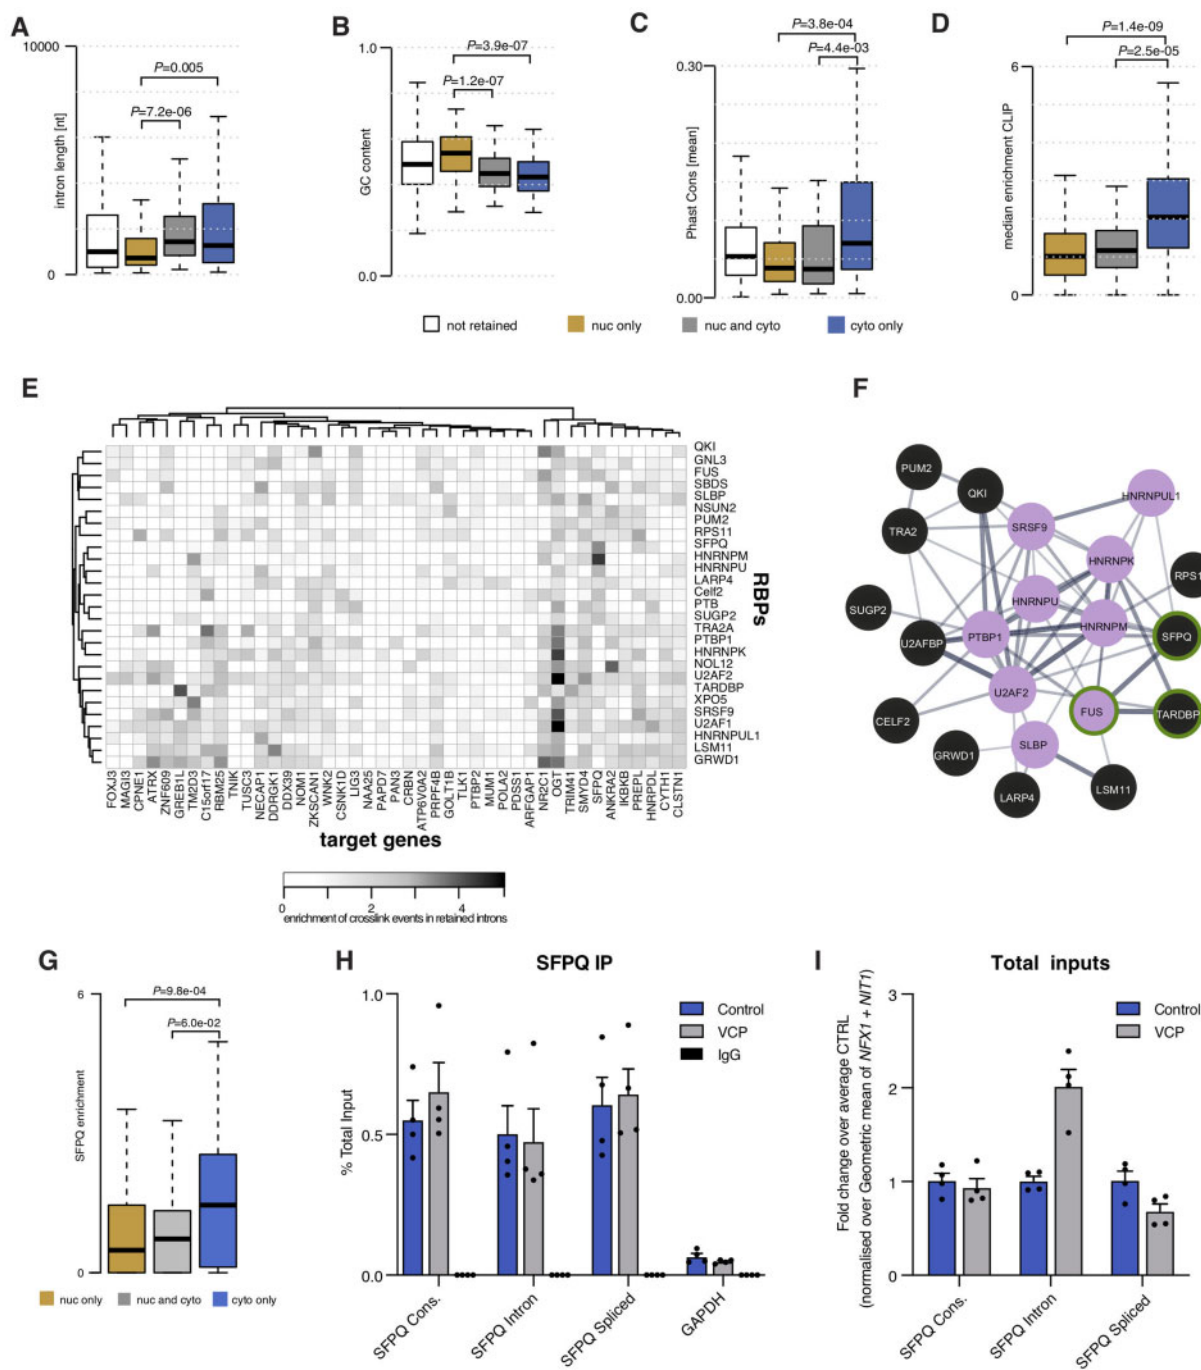 A
10000
P=0.005
P=7.2e-06
intron length [nt]
0
B
1.0
P=3.9e-07
P=1.2e-07
GC content
0.0
C
P=3.8e-04
P=4.4e-03
0.30
Phast Cons [mean]
0.00
D
P=1.4e-09
P=2.5e-05
6
median enrichment CLIP
0
not retained
nuc only
nuc and cyto
cyto only
E
QKI
GNL3
FUS
SBDS
SLBP
NSUN2
PUM2
RPS11
SFPQ
HNRNPM
HNRNPU
LARP4
Celf2
PTB
SUGP2
TRA2A
PTBP1
HNRNPK
NOL12
U2AF2
TARDBP
XPO5
SRSF9
U2AF1
HNRNPUL1
LSM11
GRWD1
RBPs
FOXJ3
MAGI3
CPNE1
ATRX
ZNF609
GREB1L
TM2D3
C15orf17
RBM25
TNIK
TUSC3
NECAP1
DDRGK1
DDX39
NOM1
ZKSCAN1
WNK2
CSNK1D
LIG3
NAA25
PAPD7
PAN3
CRBN
ATP6V0A2
PRPF4B
GOLT1B
TLK1
PTBP2
MUM1
POLA2
PDSS1
ARFGAP1
NR2C1
OGT
TRIM41
SMYD4
SFPQ
ANKRA2
IKBKB
PREPL
HNRPDL
CYTH1
CLSTN1
target genes
0 2 4
enrichment of crosslink events in retained introns
F
PUM2
QKI
HNRNPUL1
TRA2
SRSF9
HNRNPK
RPS1
HNRNPU
SUGP2
U2AFBP
PTBP1
HNRNPM
SFPQ
U2AF2
CELF2
FUS
TARDBP
GRWD1
SLBP
LARP4
LSM11
G
6
P=9.8e-04
P=6.0e-02
SFPQ enrichment
0
nuc only
nuc and cyto
cyto only
H
SFPQ IP
1.0
Control
VCP
IgG
% Total Input
0.5
0.0
SFPQ Cons.
SFPQ Intron
SFPQ Spliced
GAPDH
I
Total inputs
Fold change over average CTRL
(normalised over Geometric mean of NFX1 + NIT1)
3
Control
VCP
2
1
0
SFPQ Cons.
SFPQ Intron
SFPQ Spliced